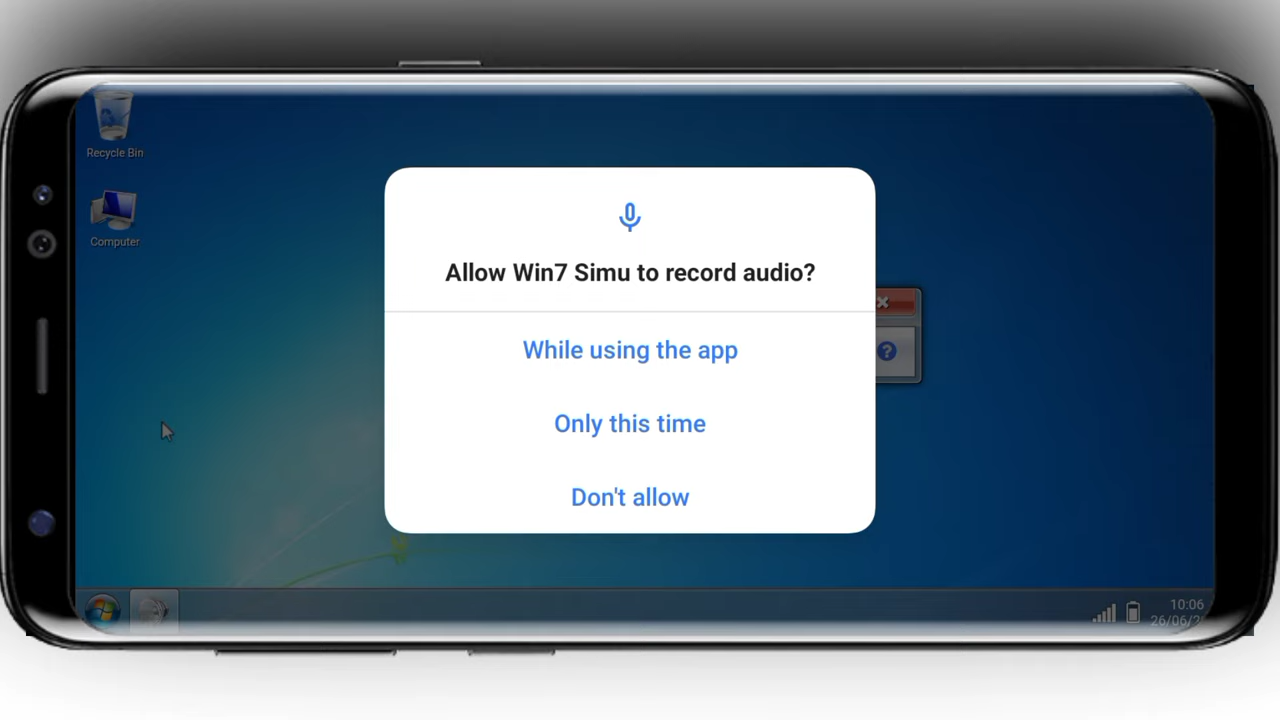 Recycle Bin
Computer
Allow Win7 Simu to record audio?
While using the app
Only this time
Don't allow
10:06
26/06/2